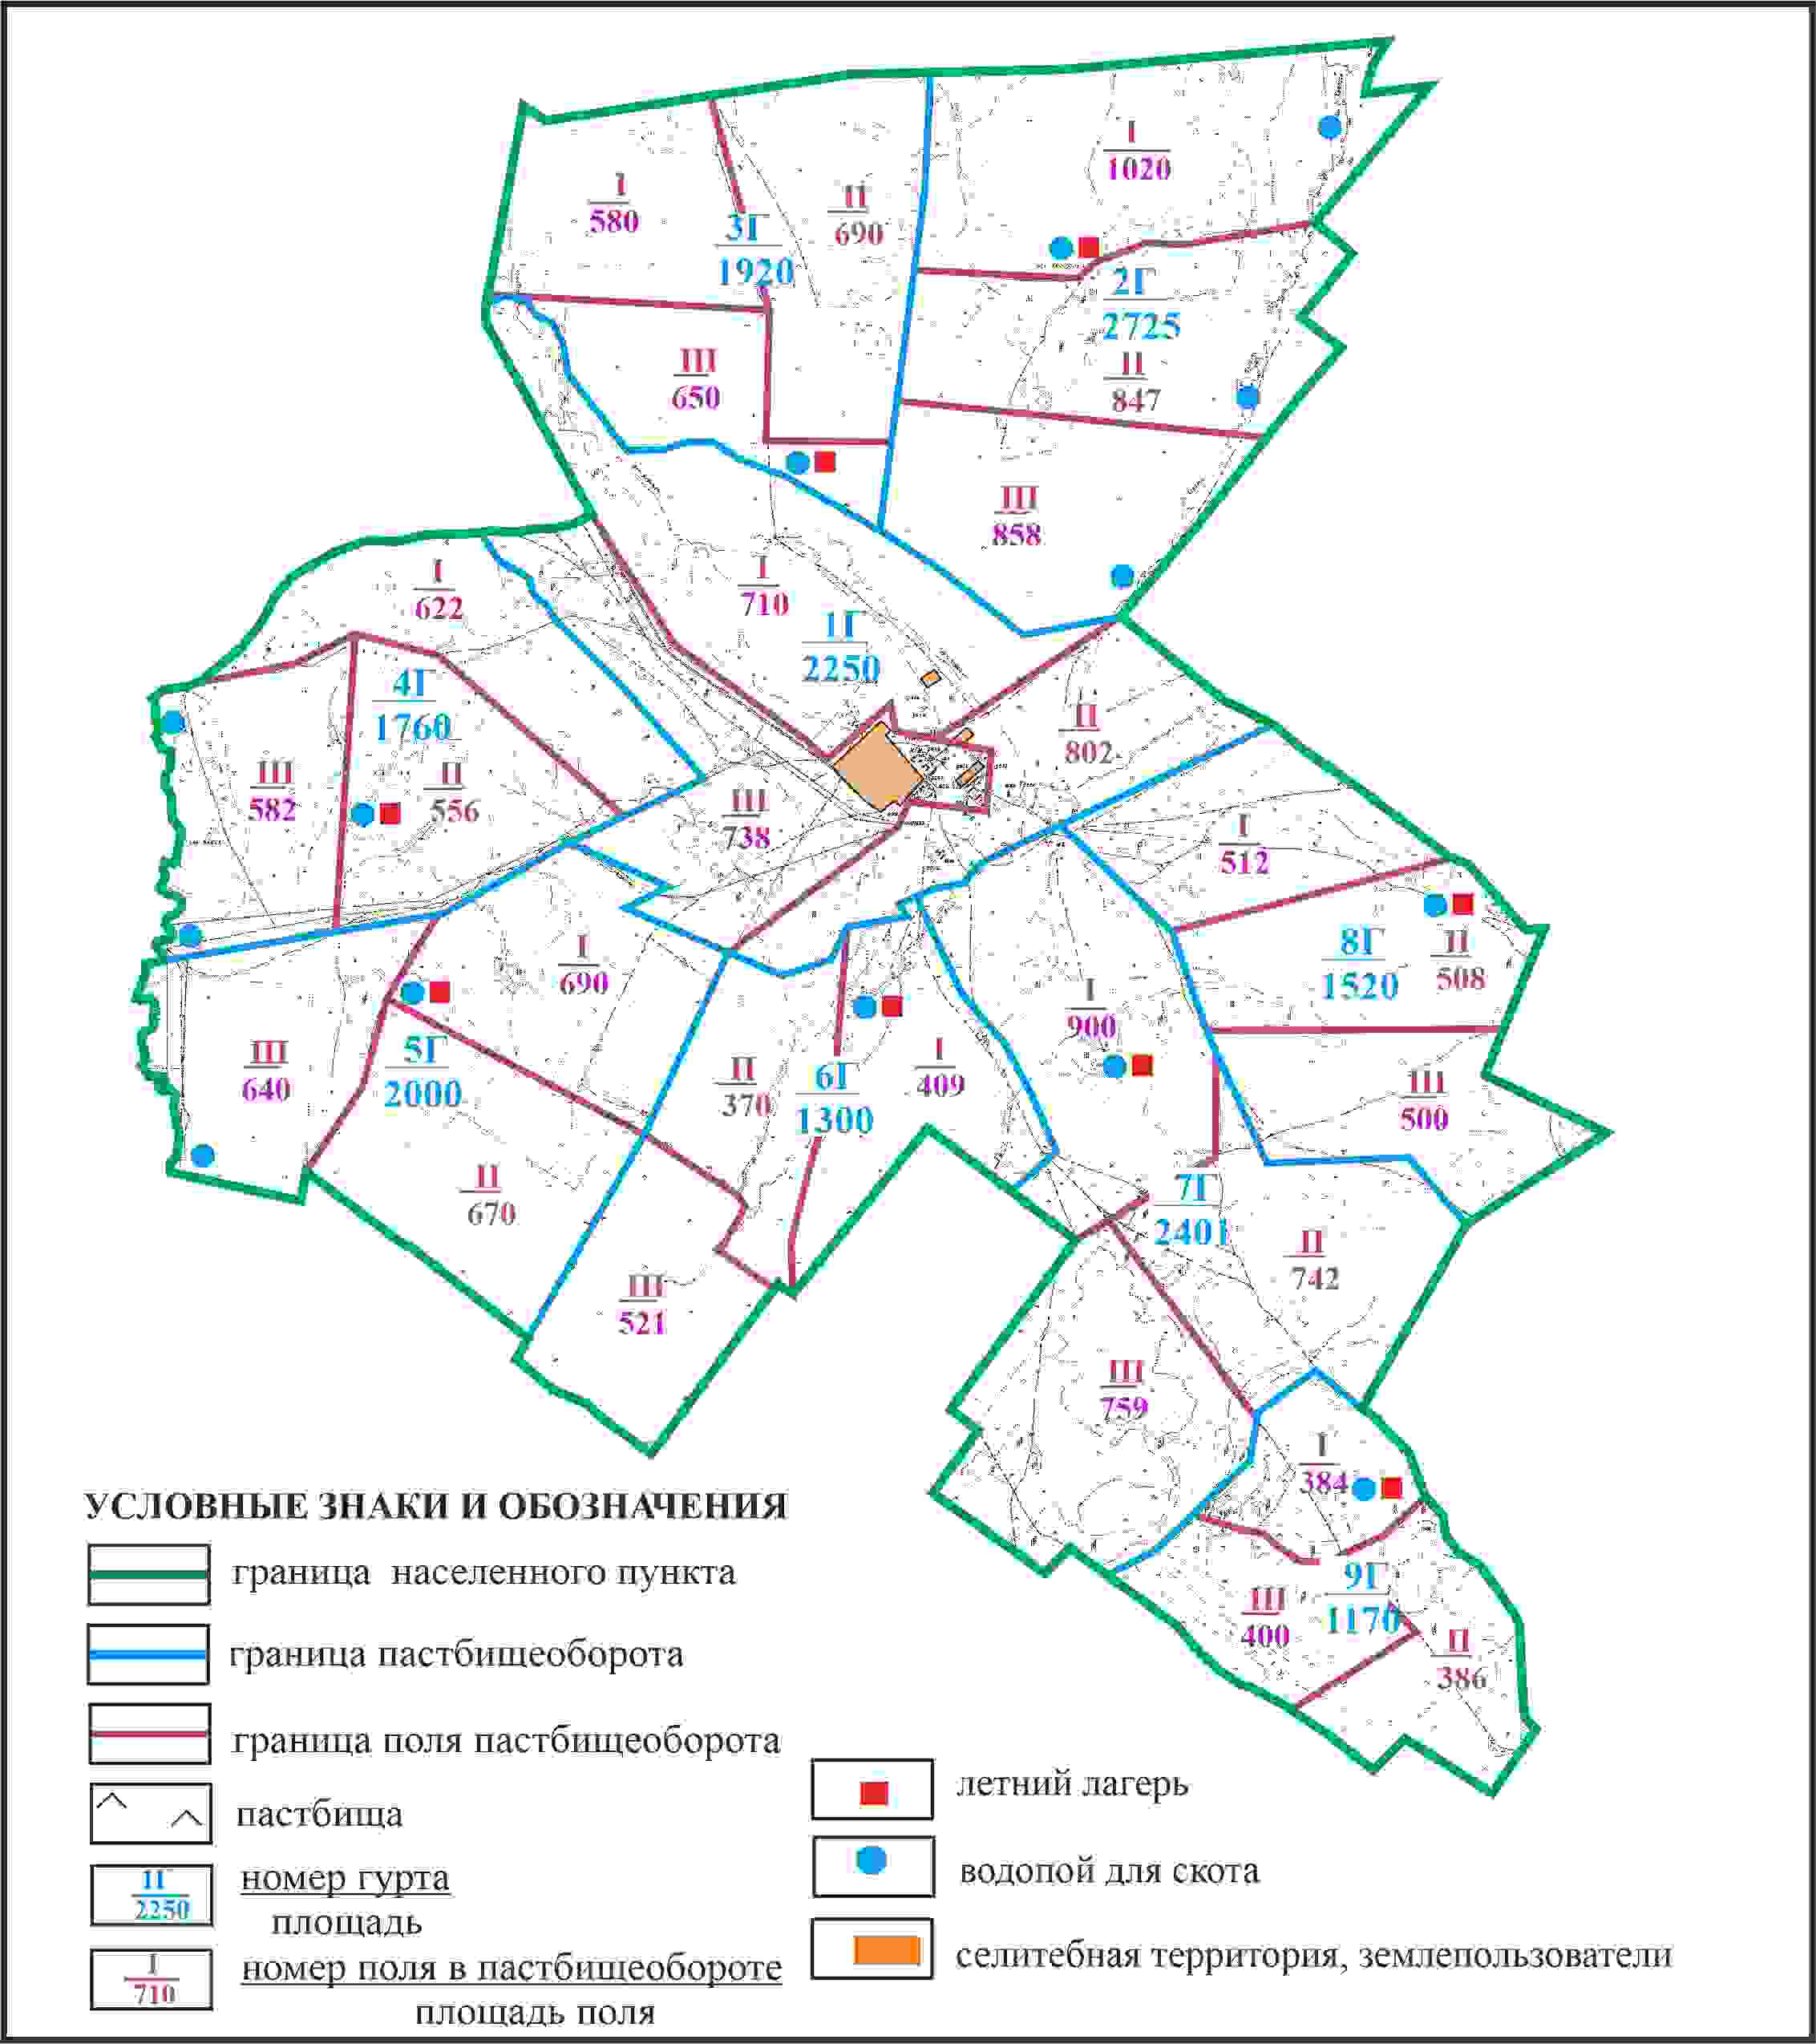 I
1020
I
580
II
690
3Г
1920
2Г
2725
II
847
III
650
III
858
I
622
I
710
1Г
2250
4Г
1760
II
802
III
582
II
556
III
738
I
512
8Г
1520
II
508
I
690
I
900
5Г
2000
III
640
II
370
6Г
1300
I
409
III
500
II
670
7Г
2401
II
742
III
521
III
759
I
384
9Г
1170
III
400
II
386
УСЛОВНЫЕ ЗНАКИ И ОБОЗНАЧЕНИЯ
граница населенного пункта
граница пастбищеоборота
граница поля пастбищеоборота
пастбища
1Г
2250
номер гурта
площадь
I
710
номер поля в пастбищеобороте
площадь поля
летний лагерь
водопой для скота
селитебная территория, землепользователи